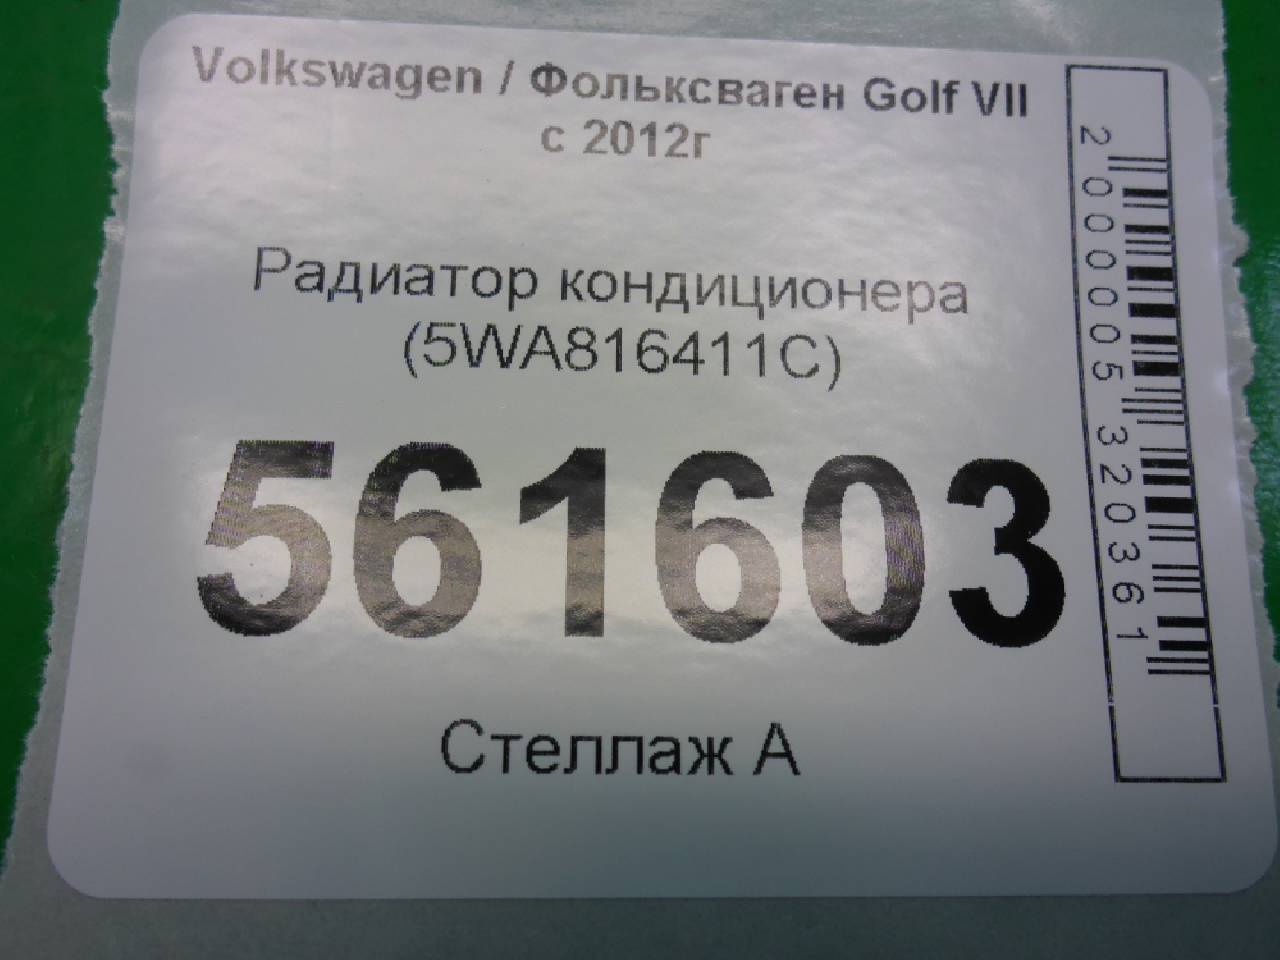 Volkswagen / Фольксваген Golf VII
с 2012г
Радиатор кондиционера
(5WA816411C)
561603
Стеллаж А
2000005320361